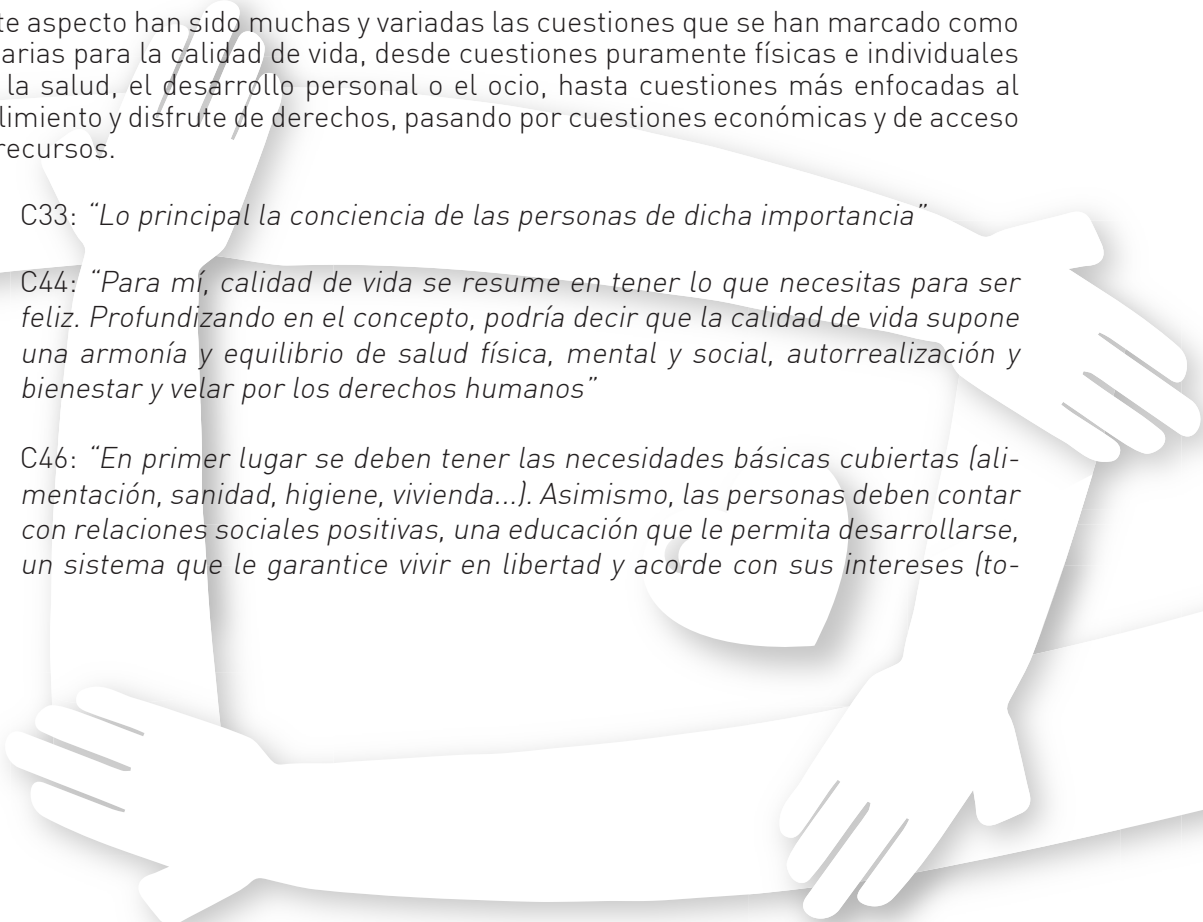 te aspecto han sido muchas y variadas las cuestiones que se han marcado como
arias para la calidad de vida, desde cuestiones puramente físicas e individuales
la salud, el desarrollo personal o el ocio, hasta cuestiones más enfocadas al
limiento y disfrute de derechos, pasando por cuestiones económicas y de acceso
recursos.
C33: “Lo principal la conciencia de las personas de dicha importancia”
C44: “Para mí, calidad de vida se resume en tener lo que necesitas para ser
feliz. Profundizando en el concepto, podría decir que la calidad de vida supone
una armonía y equilibrio de salud física, mental y social, autorrealización y
bienestar y velar por los derechos humanos”
C46: “En primer lugar se deben tener las necesidades básicas cubiertas (ali-
mentación, sanidad, higiene, vivienda...). Asimismo, las personas deben contar
con relaciones sociales positivas, una educación que le permita desarrollarse,
un sistema que le garantice vivir en libertad y acorde con sus intereses (to-